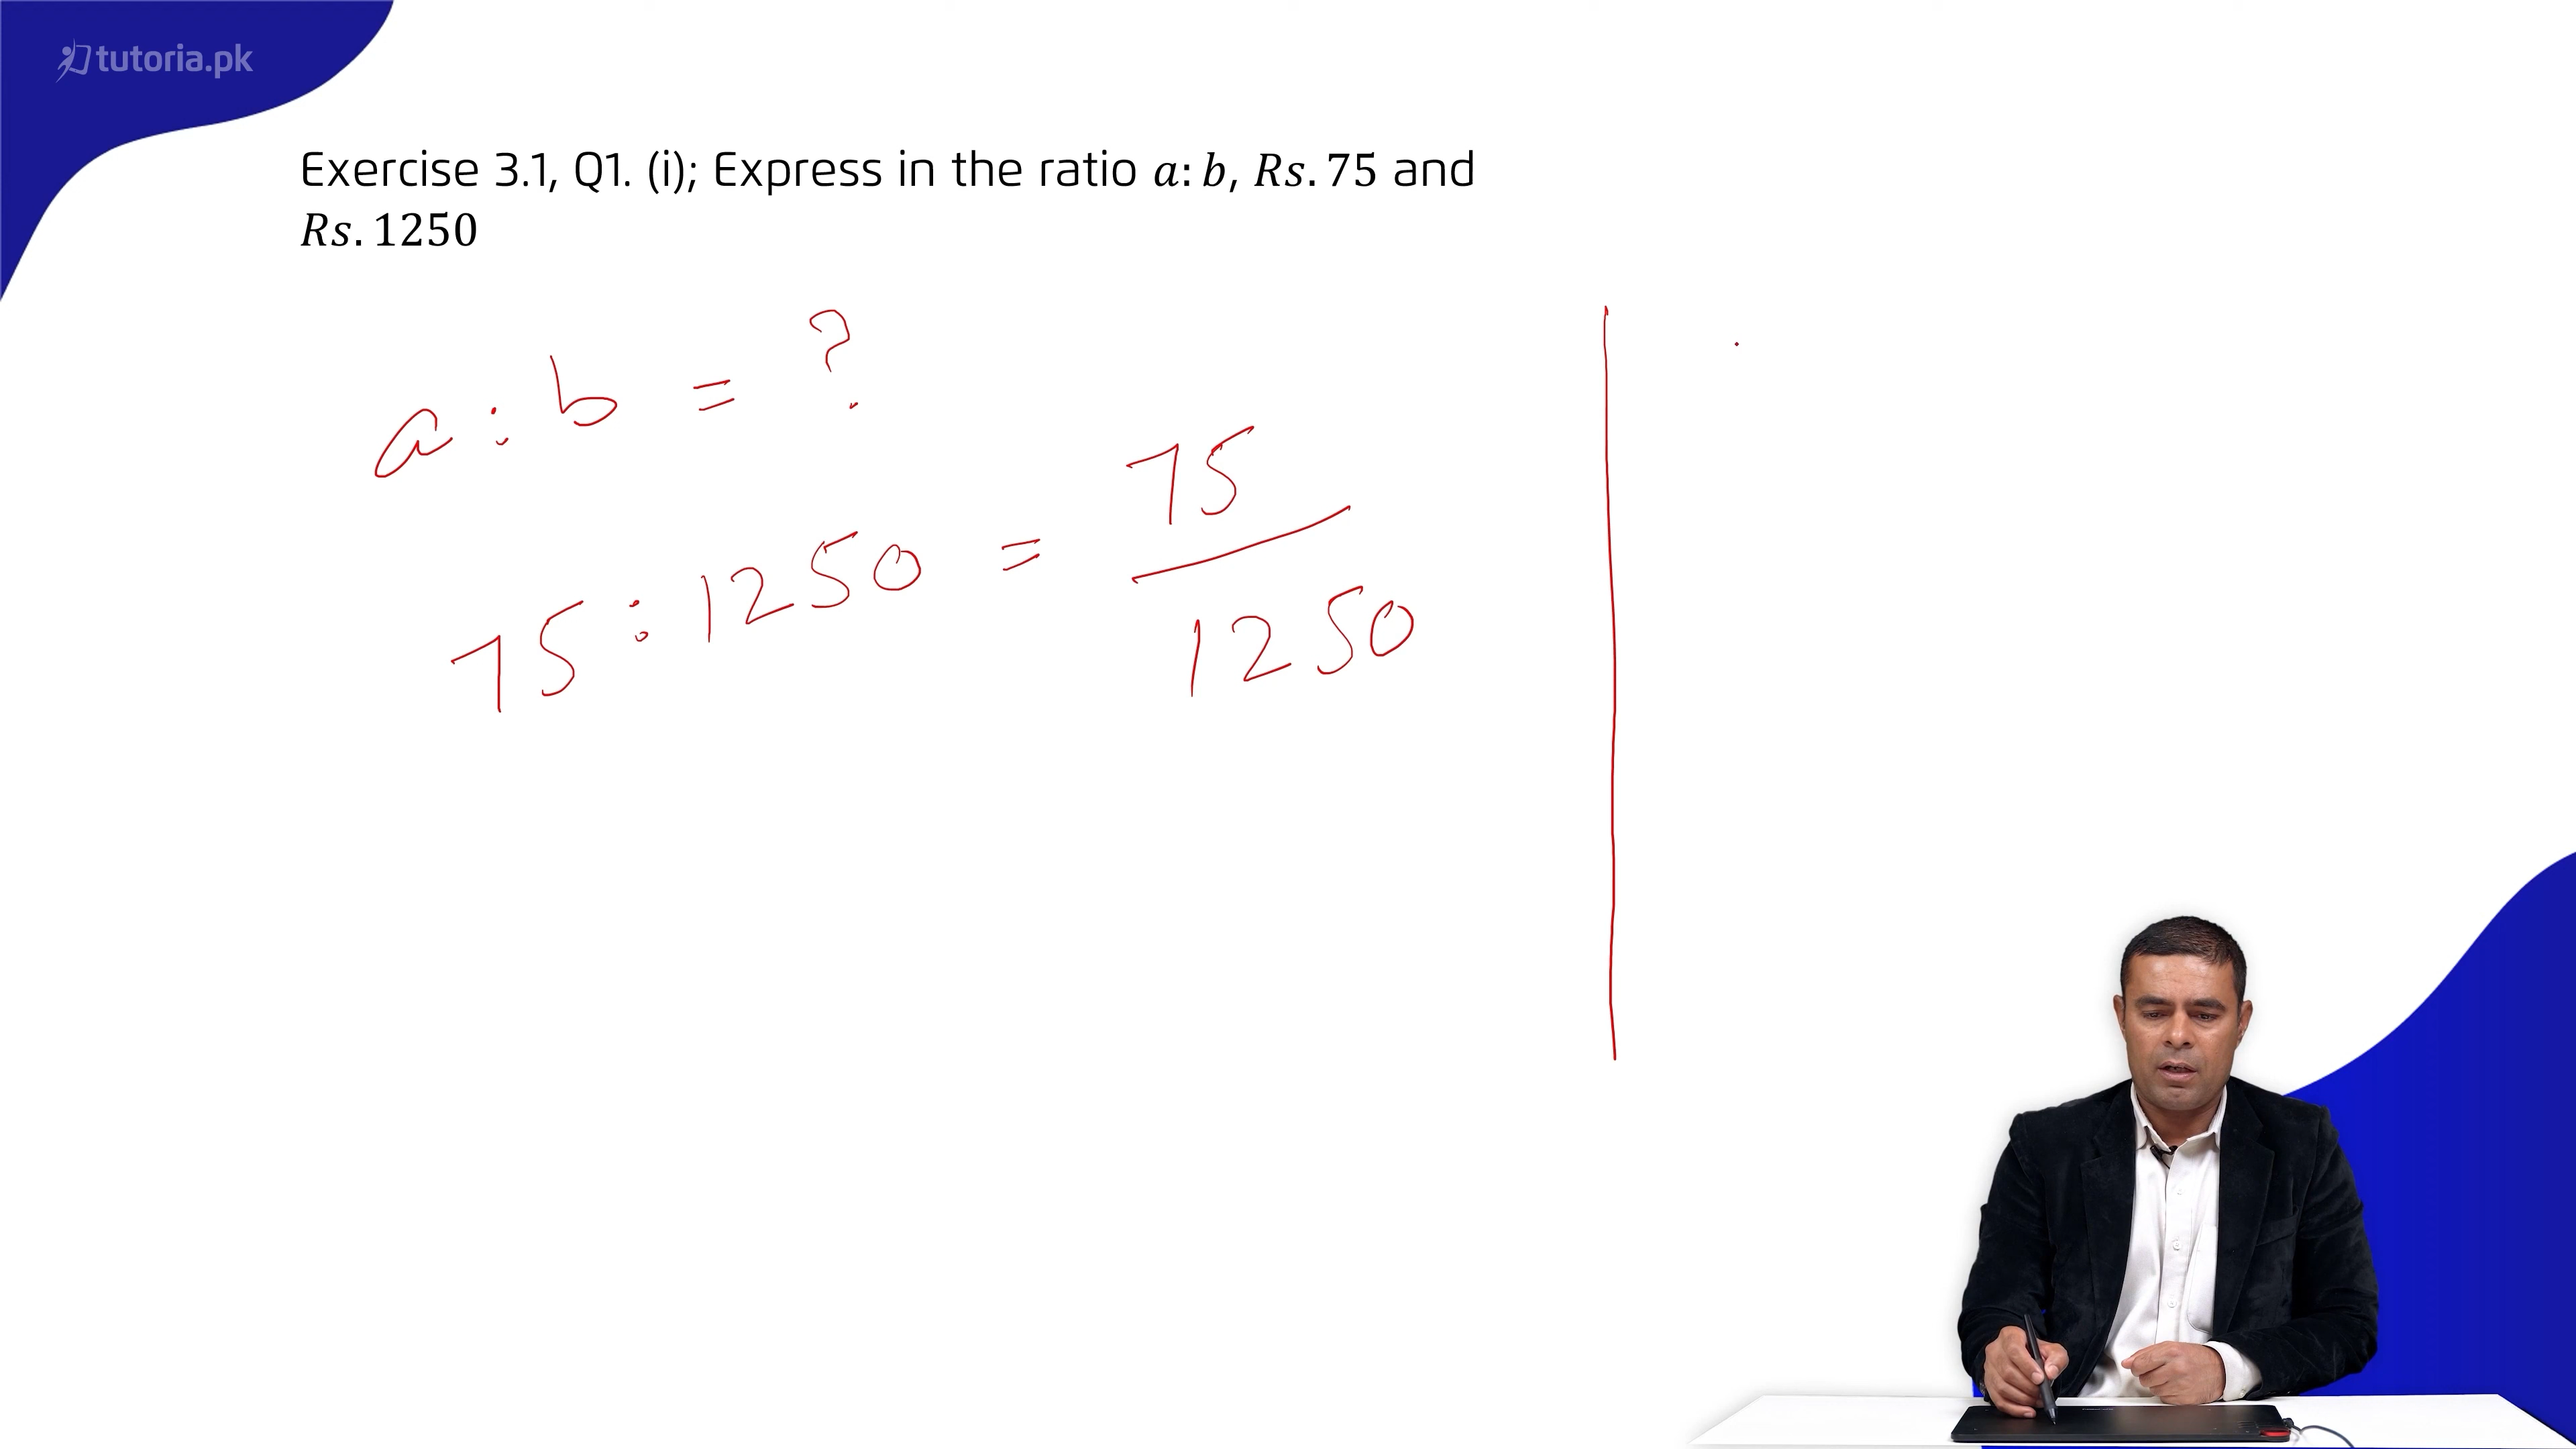 tutoria.pk
Exercise 3.1, Q1. (i); Express in the ratio a: b, Rs. 75 and
Rs. 1250
a : b = ?
75 : 1250 = 75
1250